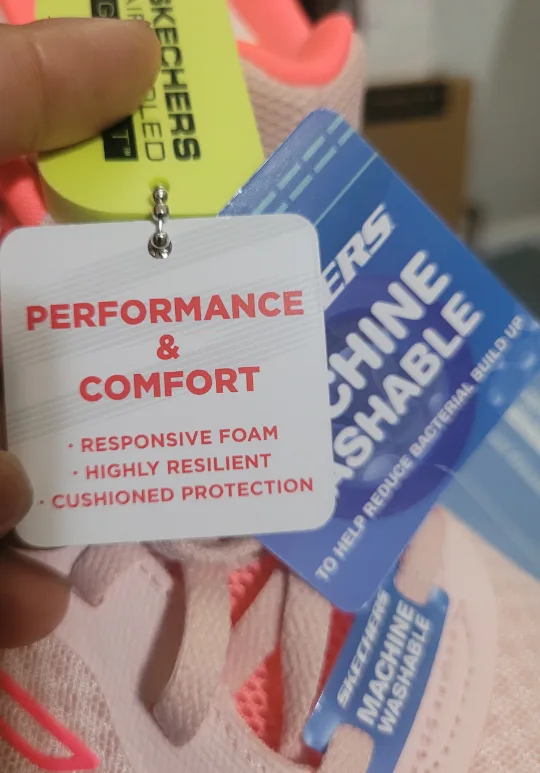 SKECHERS
PERFORMANCE
&
COMFORT
· RESPONSIVE FOAM
· HIGHLY RESILIENT
· CUSHIONED PROTECTION
ERS
CHINE
ASHABLE
TO HELP REDUCE BACTERIAL BUILD UP
SKECHERS
MACHINE
WASHABLE